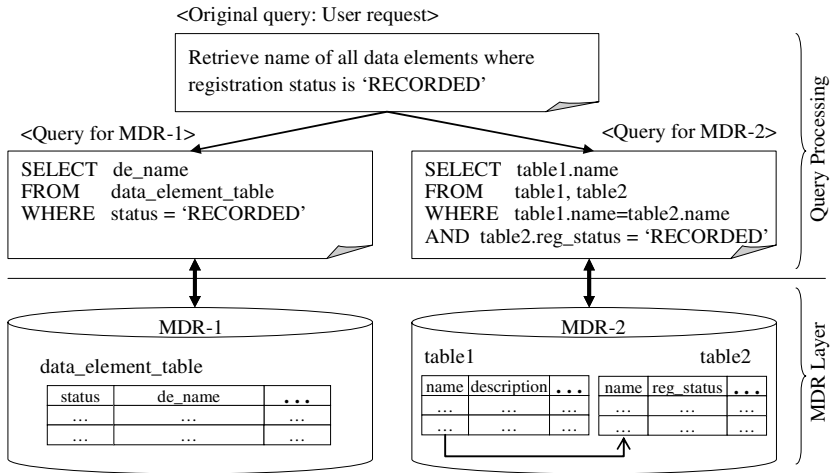 <Original query: User request>
Retrieve name of all data elements where
registration status is ‘RECORDED’
<Query for MDR-1>
SELECT de_name
FROM data_element_table
WHERE status = ‘RECORDED’
<Query for MDR-2>
SELECT table1.name
FROM table1, table2
WHERE table1.name=table2.name
AND table2.reg_status = ‘RECORDED’
Query Processing
MDR-1
data_element_table
status de_name ...
... ... ...
... ... ...
MDR-2
table1
name description ...
... ... ...
... ... ...
table2
name reg_status ...
... ... ...
... ... ...
MDR Layer